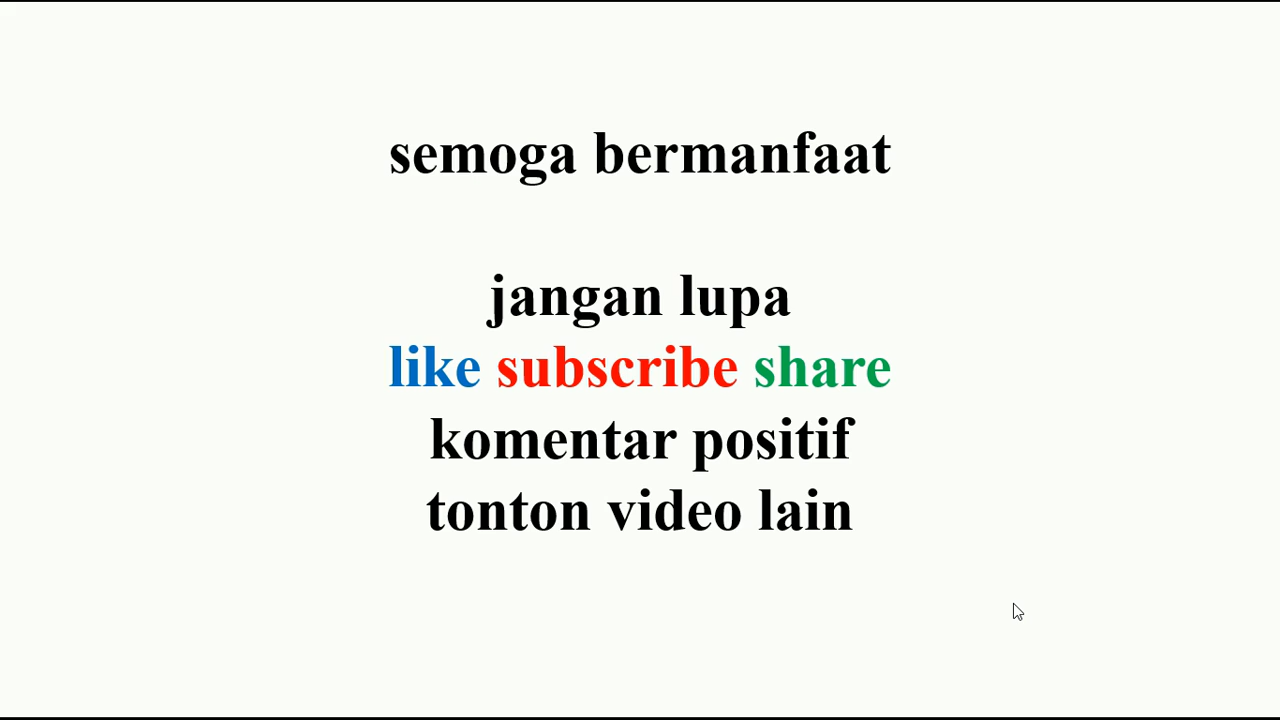 semoga bermanfaat
jangan lupa
like subscribe share
komentar positif
tonton video lain